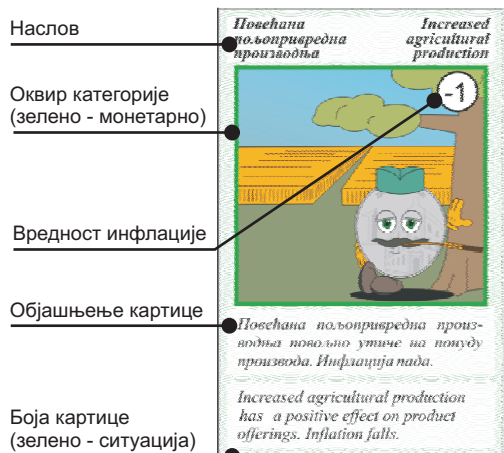 Наслов
Повећана
пољопривредна
производња
Increased
agricultural
production
Оквир категорије
(зелено - монетарно)
-1
Вредност инфлације
Објашњење картице
Повећана пољопривредна произ-
водња повољно утиче на понуду
производа. Инфлација пада.
Increased agricultural production
has a positive effect on product
offerings. Inflation falls.
Боја картице
(зелено - ситуација)